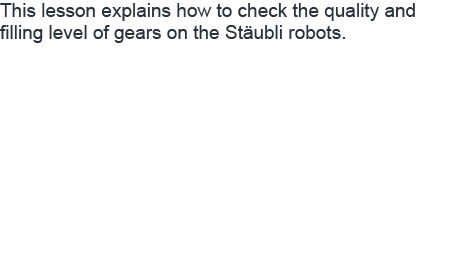 This lesson explains how to check the quality and
filling level of gears on the Stäubli robots.